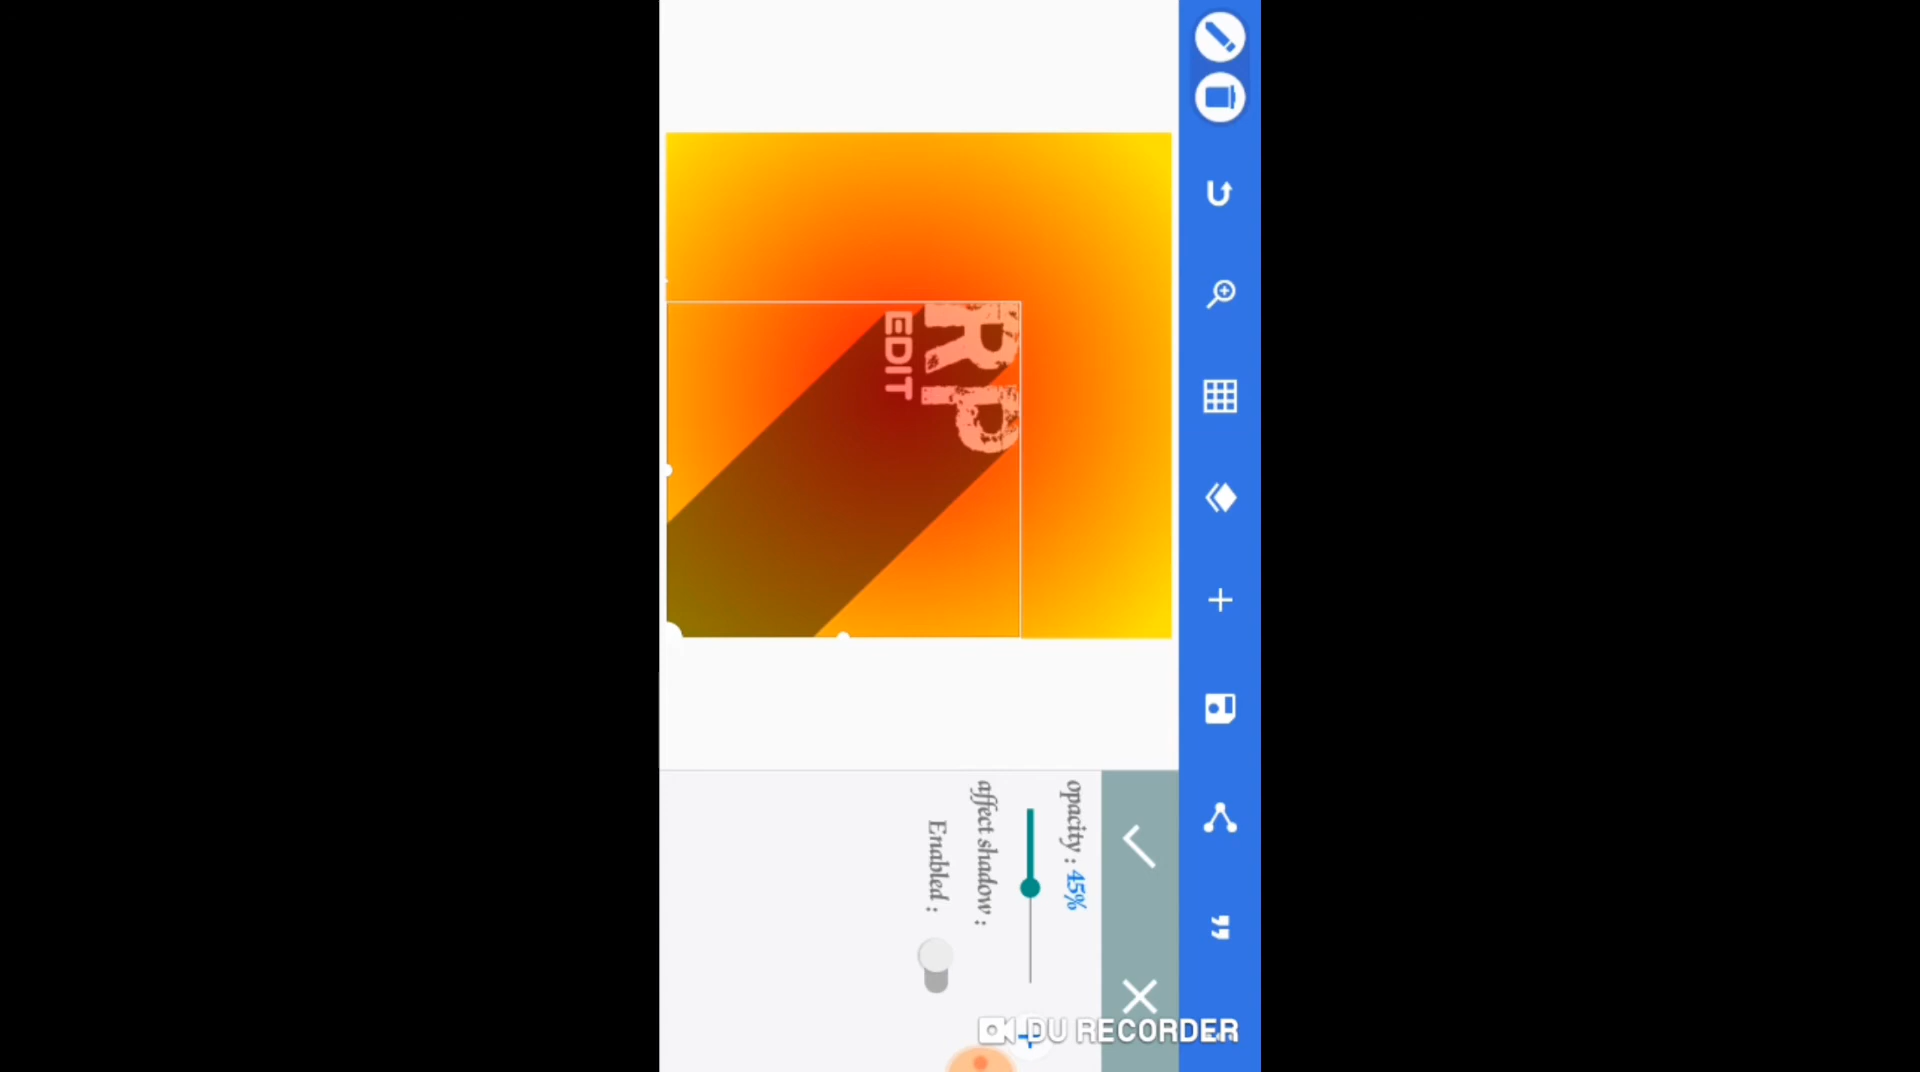 RP
EDIT
opacity : 45%
affect shadow :
Enabled :
DU RECORDER